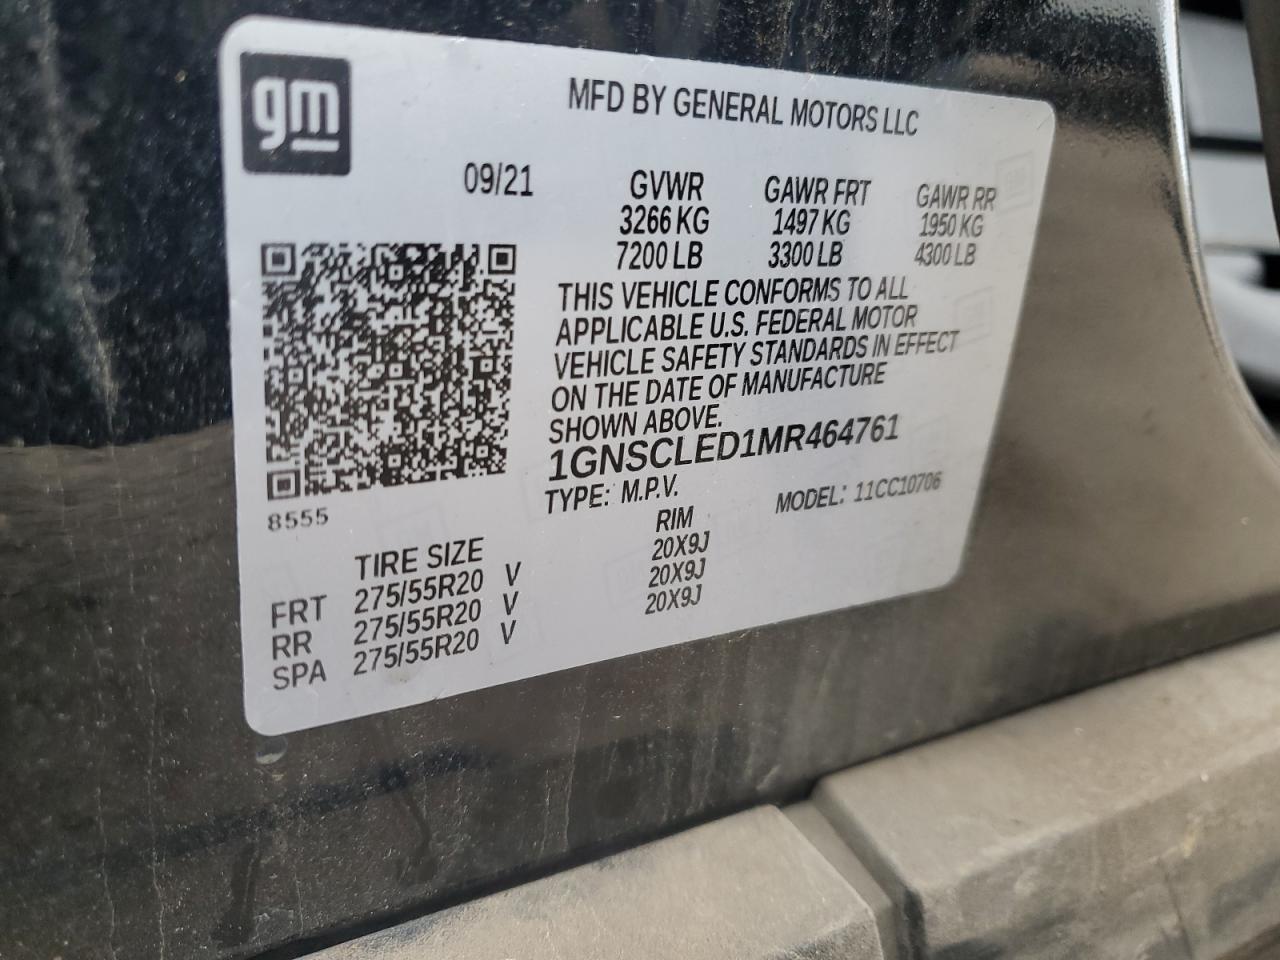 gm
MFD BY GENERAL MOTORS LLC
09/21 GVWR GAWR FRT GAWR RR
3266 KG 1497 KG 1950 KG
7200 LB 3300 LB 4300 LB
THIS VEHICLE CONFORMS TO ALL
APPLICABLE U.S. FEDERAL MOTOR
VEHICLE SAFETY STANDARDS IN EFFECT
ON THE DATE OF MANUFACTURE
SHOWN ABOVE.
1GNSCLED1MR464761
TYPE: M.P.V. MODEL: 11CC10706
8555
TIRE SIZE RIM
FRT 275/55R20 V 20X9J
RR 275/55R20 V 20X9J
SPA 275/55R20 V 20X9J